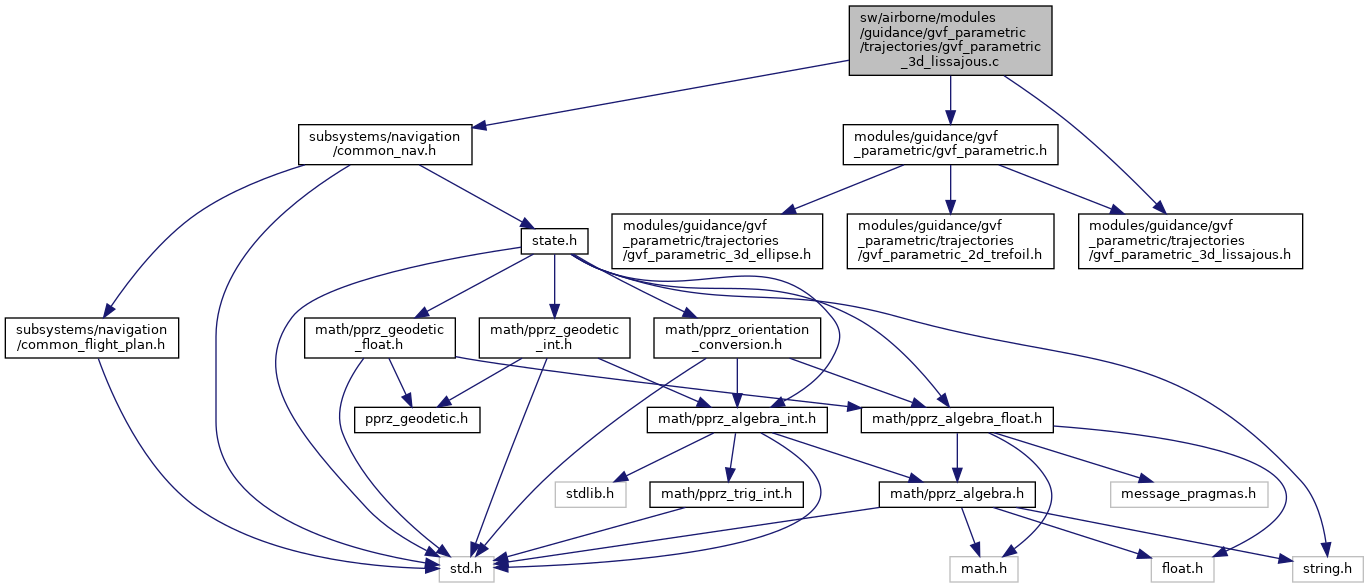 sw/airborne/modules
/guidance/gvf_parametric
/trajectories/gvf_parametric
_3d_lissajous.c
subsystems/navigation
/common_nav.h
modules/guidance/gvf
_parametric/gvf_parametric.h
state.h
modules/guidance/gvf
_parametric/trajectories
/gvf_parametric_3d_ellipse.h
modules/guidance/gvf
_parametric/trajectories
/gvf_parametric_2d_trefoil.h
modules/guidance/gvf
_parametric/trajectories
/gvf_parametric_3d_lissajous.h
subsystems/navigation
/common_flight_plan.h
math/pprz_geodetic
_float.h
math/pprz_geodetic
_int.h
math/pprz_orientation
_conversion.h
pprz_geodetic.h
math/pprz_algebra_int.h
math/pprz_algebra_float.h
stdlib.h
math/pprz_trig_int.h
math/pprz_algebra.h
message_pragmas.h
std.h
math.h
float.h
string.h